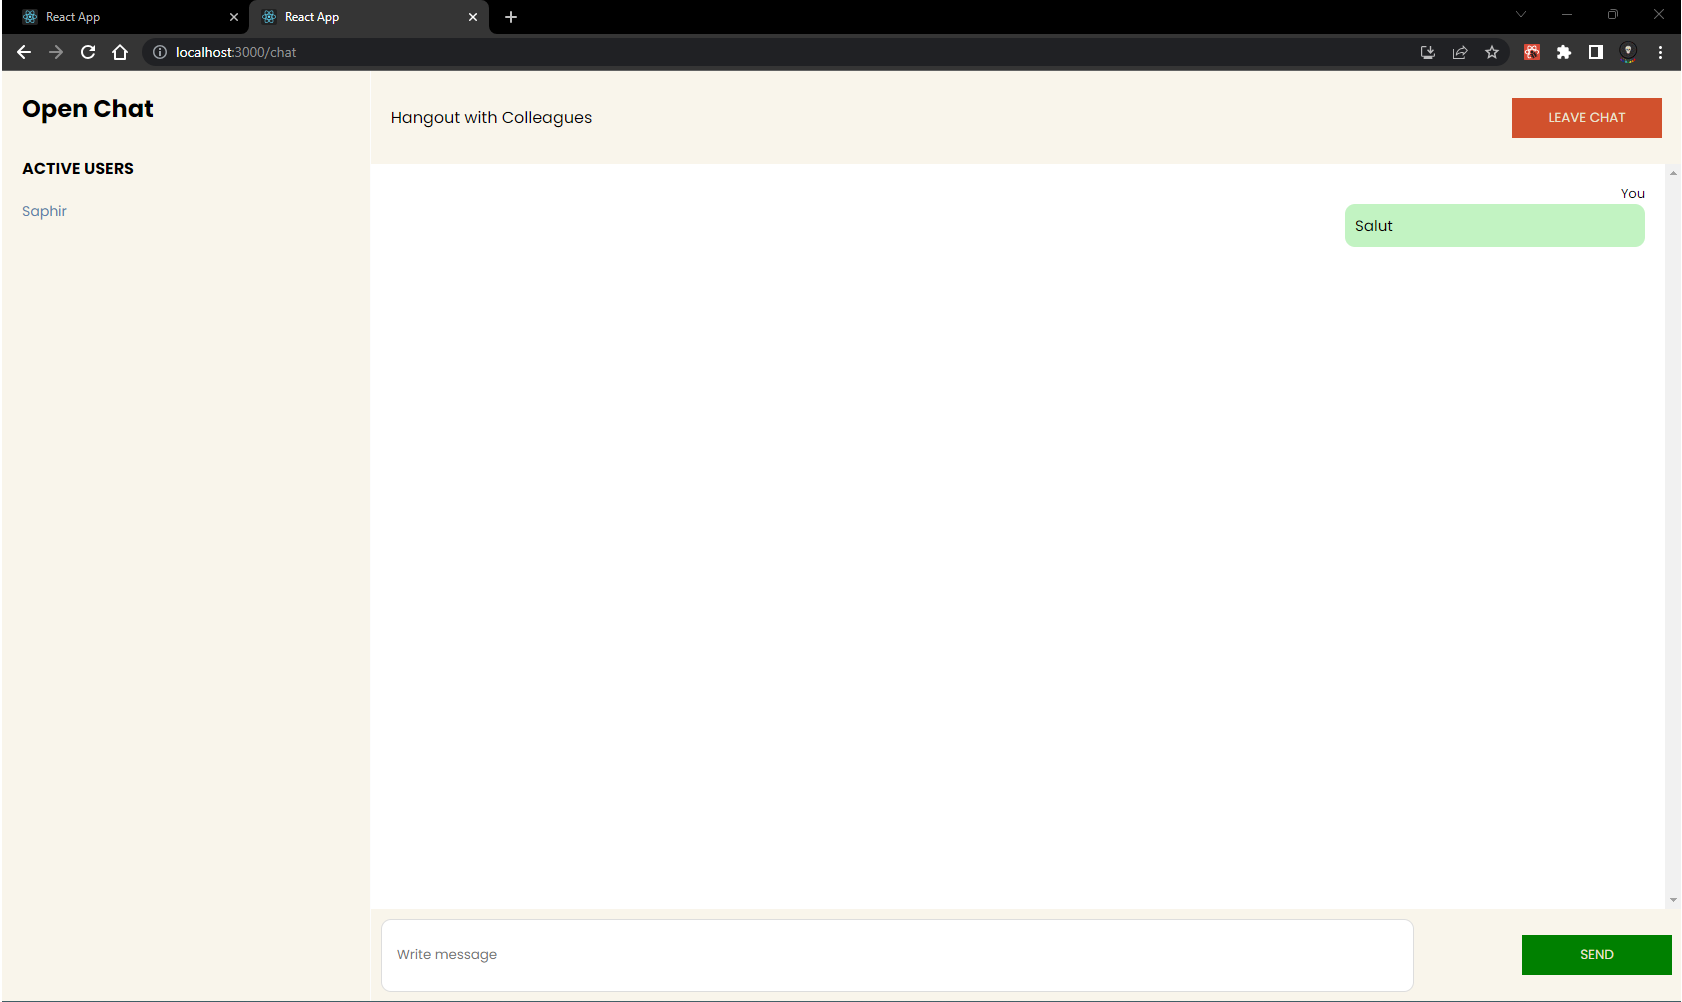 React App
React App
localhost:3000/chat
Open Chat
ACTIVE USERS
Saphir
Hangout with Colleagues
LEAVE CHAT
You
Salut
Write message
SEND